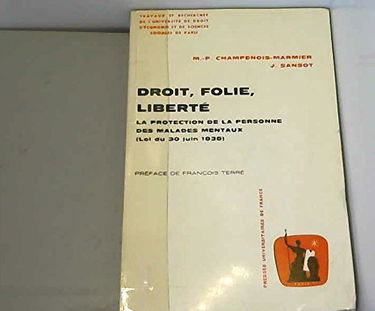 TRAVAUX ET RECHERCHES
DE L'UNIVERSITÉ DE DROIT
D'ÉCONOMIE ET DE SCIENCES
SOCIALES DE PARIS
M.-P. CHAMPENOIS-MARMIER
J. SANSOT
DROIT, FOLIE,
LIBERTÉ
LA PROTECTION DE LA PERSONNE
DES MALADES MENTAUX
(Loi du 30 juin 1838)
PRÉFACE DE FRANCOIS TERRÉ
PRESSES UNIVERSITAIRES DE FRANCE
PARIS